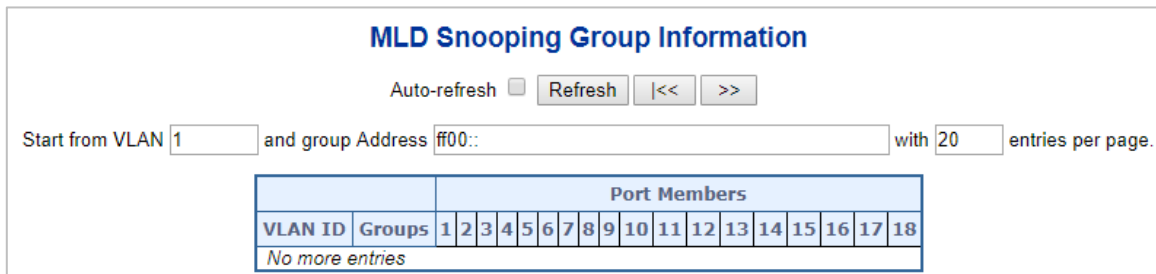 MLD Snooping Group Information
Auto-refresh Refresh |<< >>
Start from VLAN 1 and group Address ff00:: with 20 entries per page.
Port Members
VLAN ID Groups 1 2 3 4 5 6 7 8 9 10 11 12 13 14 15 16 17 18
No more entries